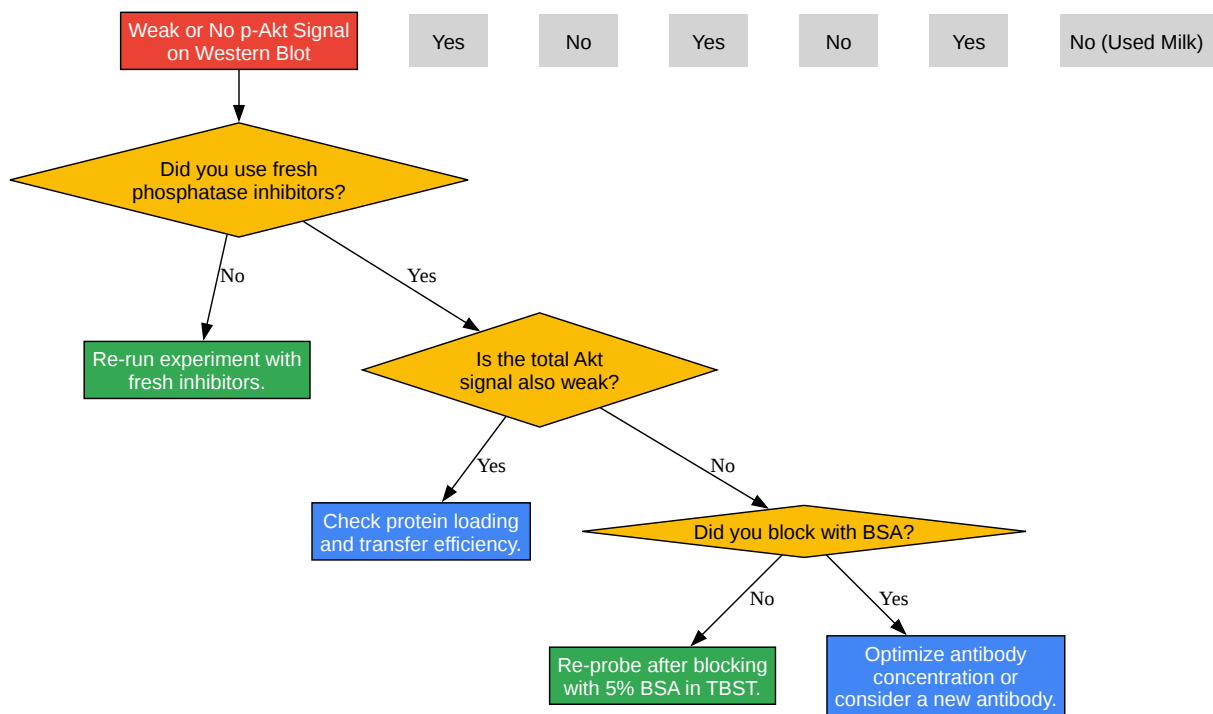 Weak or No p-Akt Signal
on Western Blot
Yes
No
Yes
No
Yes
No (Used Milk)
Did you use fresh
phosphatase inhibitors?
No
Yes
Re-run experiment with
fresh inhibitors.
Is the total Akt
signal also weak?
Yes
No
Check protein loading
and transfer efficiency.
Did you block with BSA?
No
Yes
Re-probe after blocking
with 5% BSA in TBST.
Optimize antibody
concentration or
consider a new antibody.